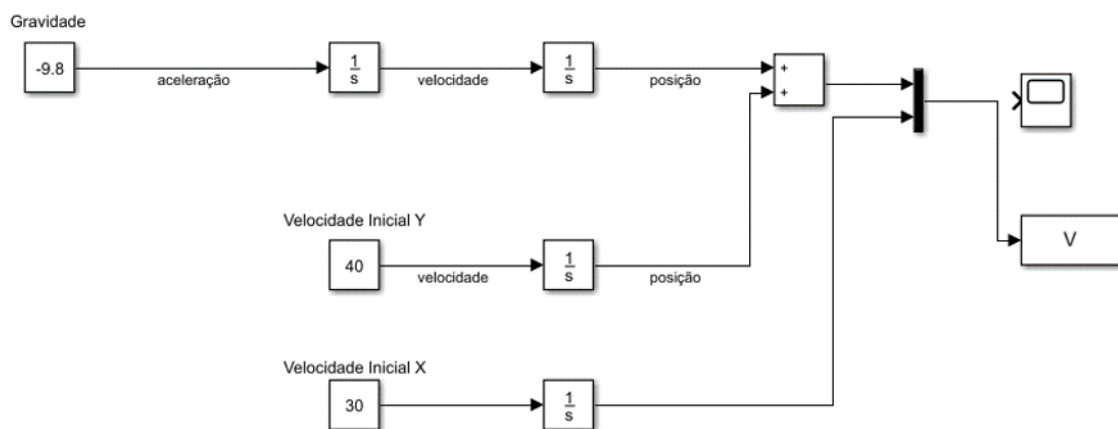 Gravidade
-9.8
aceleração
1
s
velocidade
1
s
posição
+
+
Velocidade Inicial Y
40
velocidade
1
s
posição
V
Velocidade Inicial X
30
1
s